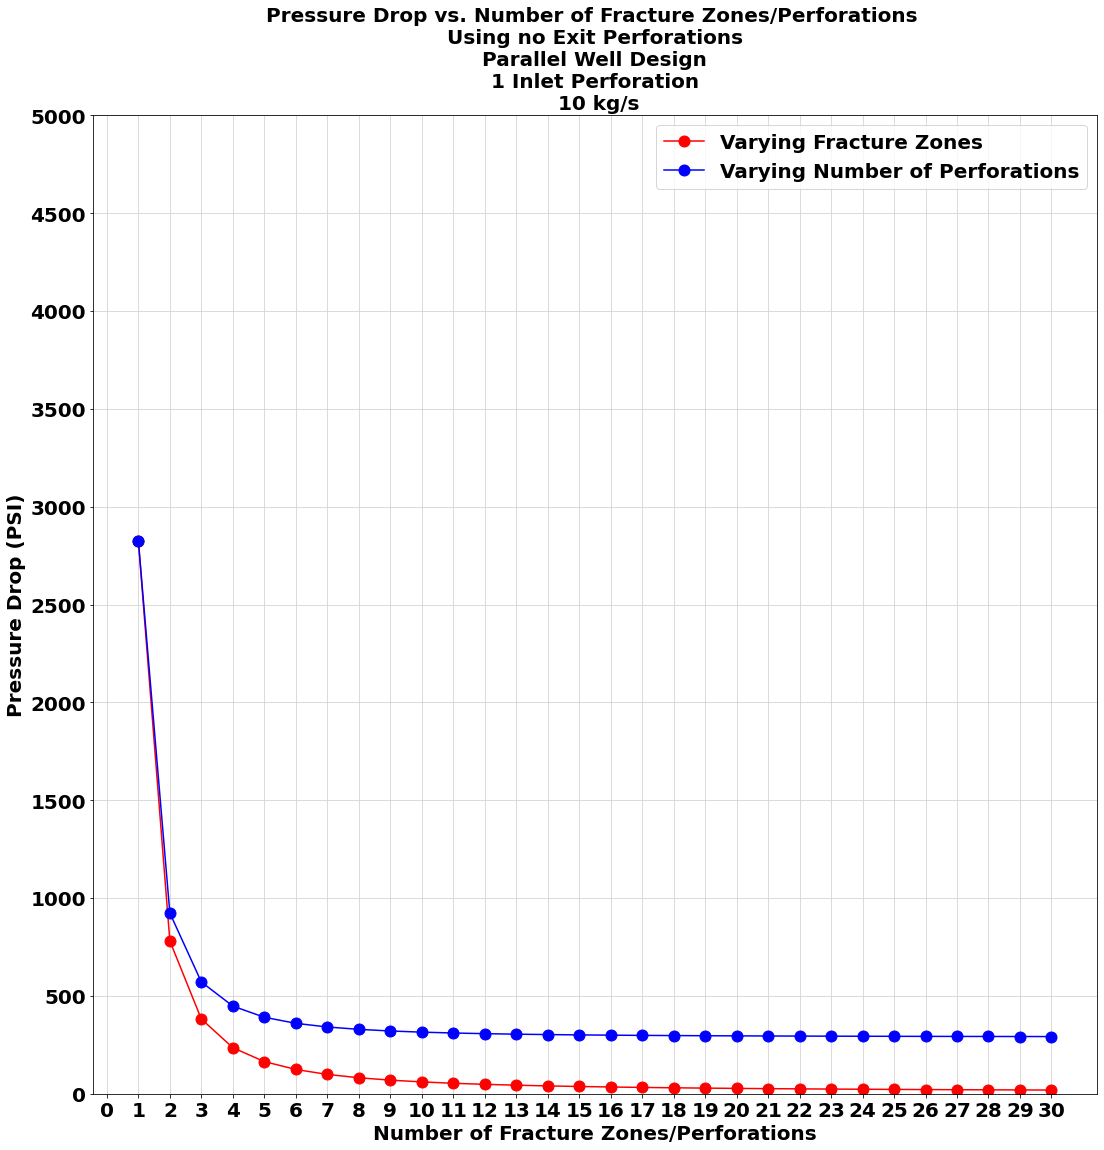 Pressure Drop vs. Number of Fracture Zones/Perforations
Using no Exit Perforations
Parallel Well Design
1 Inlet Perforation
10 kg/s
Varying Fracture Zones
Varying Number of Perforations
5000
4500
4000
3500
3000
2500
2000
1500
1000
500
0
Pressure Drop (PSI)
0 1 2 3 4 5 6 7 8 9 10 11 12 13 14 15 16 17 18 19 20 21 22 23 24 25 26 27 28 29 30
Number of Fracture Zones/Perforations